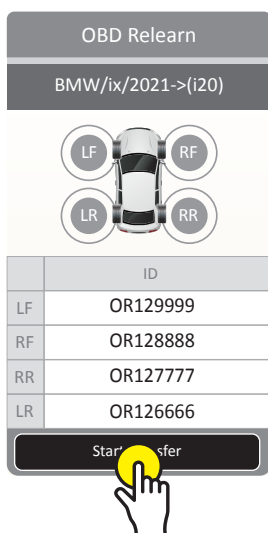 OBD Relearn
BMW/ix/2021->(i20)
LF RF
LR RR
ID
LF OR129999
RF OR128888
RR OR127777
LR OR126666
Start sfer